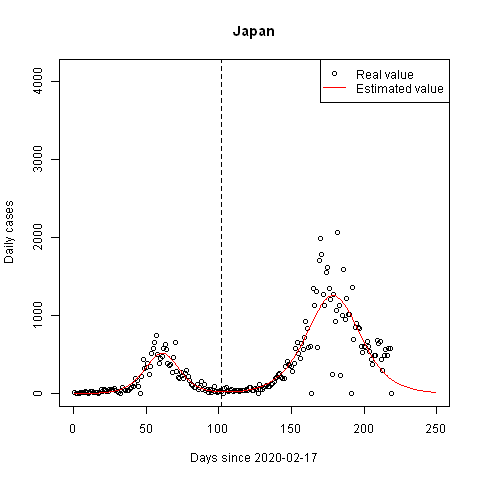 Japan
Real value
Estimated value
Daily cases
4000
3000
2000
1000
0
0 50 100 150 200 250
Days since 2020-02-17